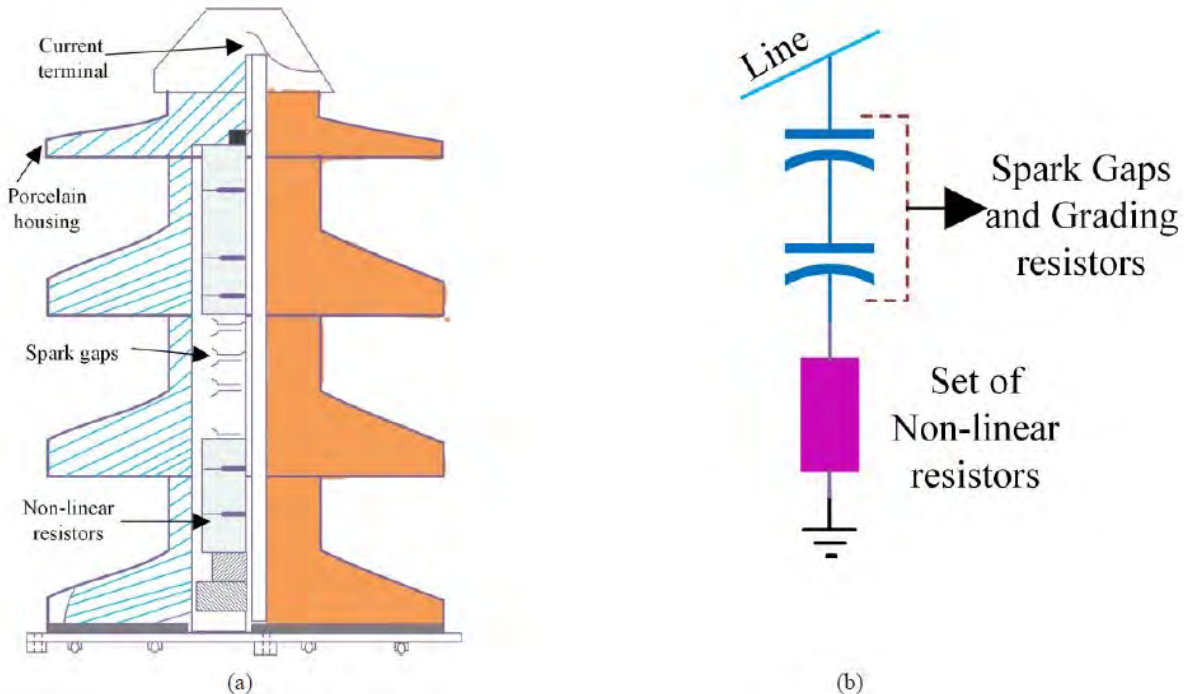 Current
terminal
Porcelain
housing
Spark gaps
Non-linear
resistors
(a)
Line
Spark Gaps
and Grading
resistors
Set of
Non-linear
resistors
(b)